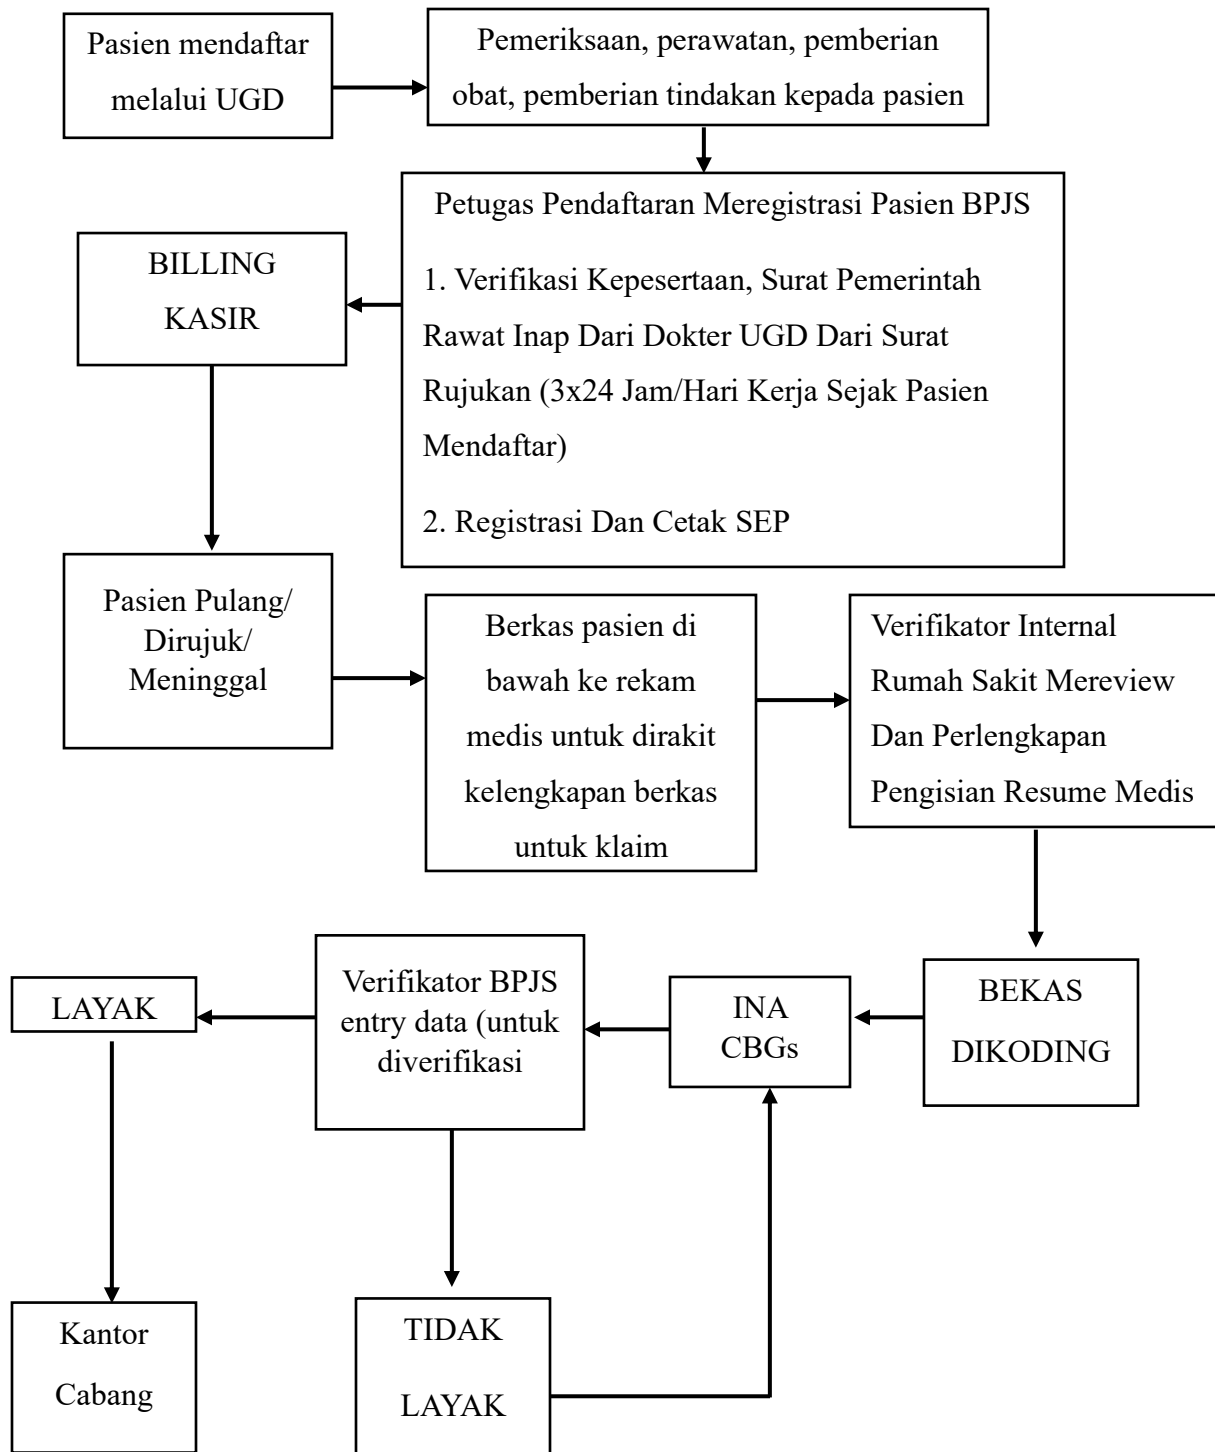 Pasien mendaftar
melalui UGD
Pemeriksaan, perawatan, pemberian
obat, pemberian tindakan kepada pasien
Petugas Pendaftaran Meregistrasi Pasien BPJS
1. Verifikasi Kepesertaan, Surat Pemerintah
Rawat Inap Dari Dokter UGD Dari Surat
Rujukan (3x24 Jam/Hari Kerja Sejak Pasien
Mendaftar)
2. Registrasi Dan Cetak SEP
BILLING
KASIR
Pasien Pulang/
Dirujuk/
Meninggal
Berkas pasien di
bawah ke rekam
medis untuk dirakit
kelengkapan berkas
untuk klaim
Verifikator Internal
Rumah Sakit Mereview
Dan Perlengkapan
Pengisian Resume Medis
BEKAS
DIKODING
INA
CBGs
Verifikator BPJS
entry data (untuk
diverifikasi
LAYAK
Kantor
Cabang
TIDAK
LAYAK